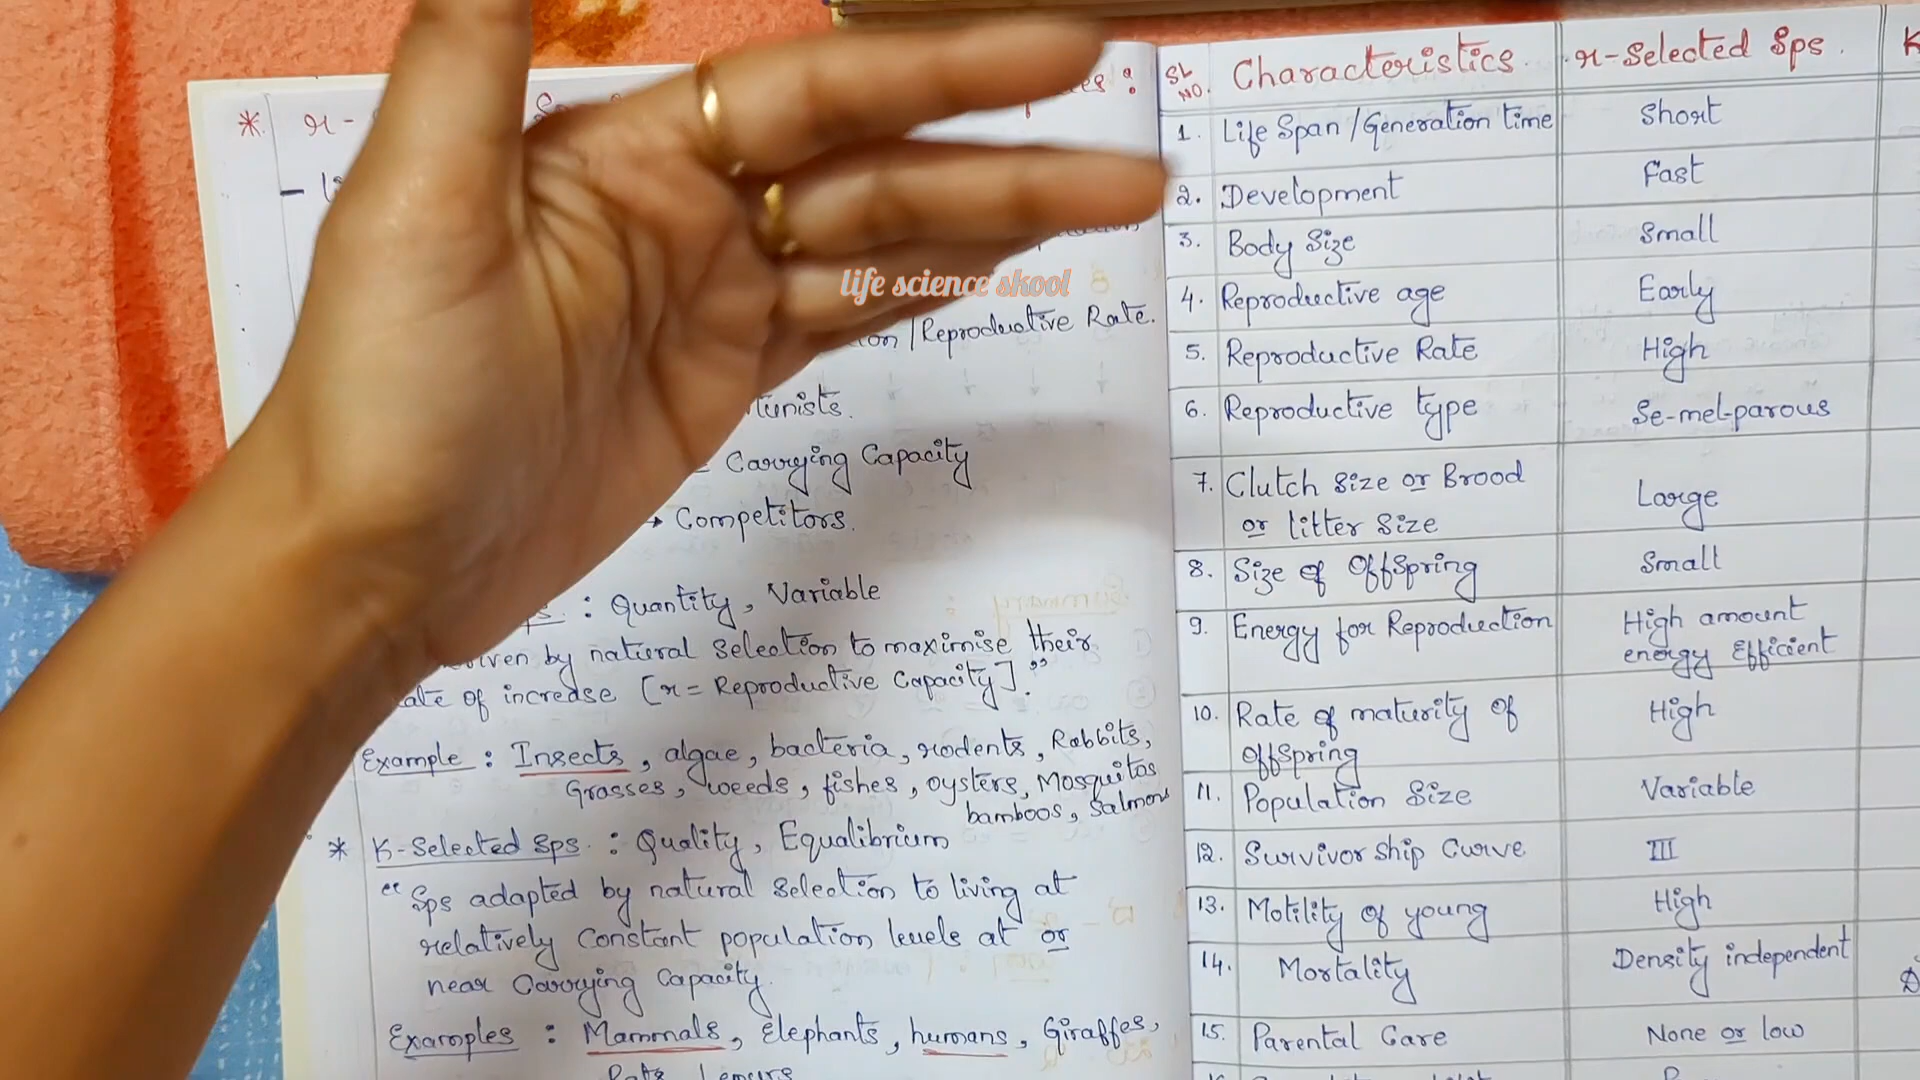 * r-
life science skool
/Reproductive Rate.
Carrying Capacity
→ Competitors.
: Quantity, Variable
by natural Selection to maximise their
of increase [r = Reproductive Capacity]."
Example : Insects, algae, bacteria, rodents, Rabbits,
Grasses, weeds, fishes, oysters, Mosquitos
bamboos, Salmons
* K-Selected Sps. : Quality, Equalibrium
"Sps adapted by natural Selection to living at
relatively Constant population levels at or
near Carrying Capacity.
Examples : Mammals, Elephants, humans, Giraffes,
Lemurs
SL NO. Characteristics. r-Selected Sps. K
1. Life Span /Generation time Short
2. Development Fast
3. Body Size Small
4. Reproductive age Early
5. Reproductive Rate High
6. Reproductive type Se-mel-parous
7. Clutch Size or Brood
or litter Size Large
8. Size of Offspring Small
9. Energy for Reproduction High amount
energy Efficient
10. Rate of maturity of High
offspring
11. Population Size Variable
12. Survivor ship Curve III
13. Motility of young High
14. Mortality Density independent
15. Parental Care None or low